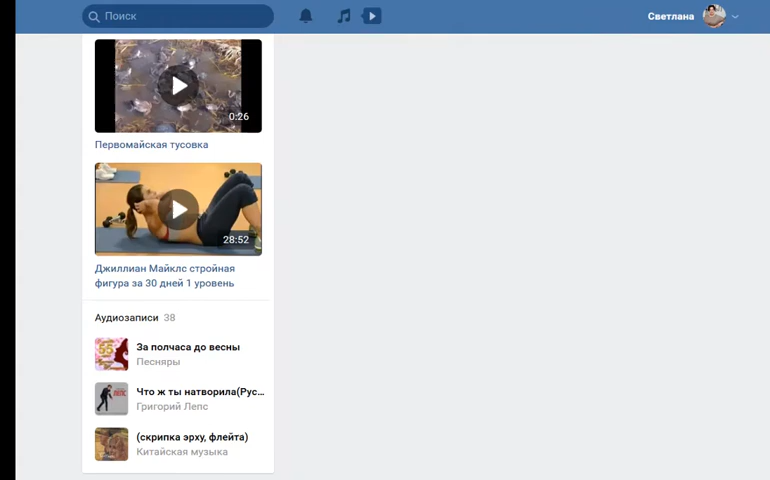 Поиск
Светлана
0:26
Первомайская тусовка
28:52
Джиллиан Майклс стройная
фигура за 30 дней 1 уровень
Аудиозаписи 38
За полчаса до весны
Песняры
Что ж ты натворила(Рус...
Григорий Лепс
(скрипка эрху, флейта)
Китайская музыка